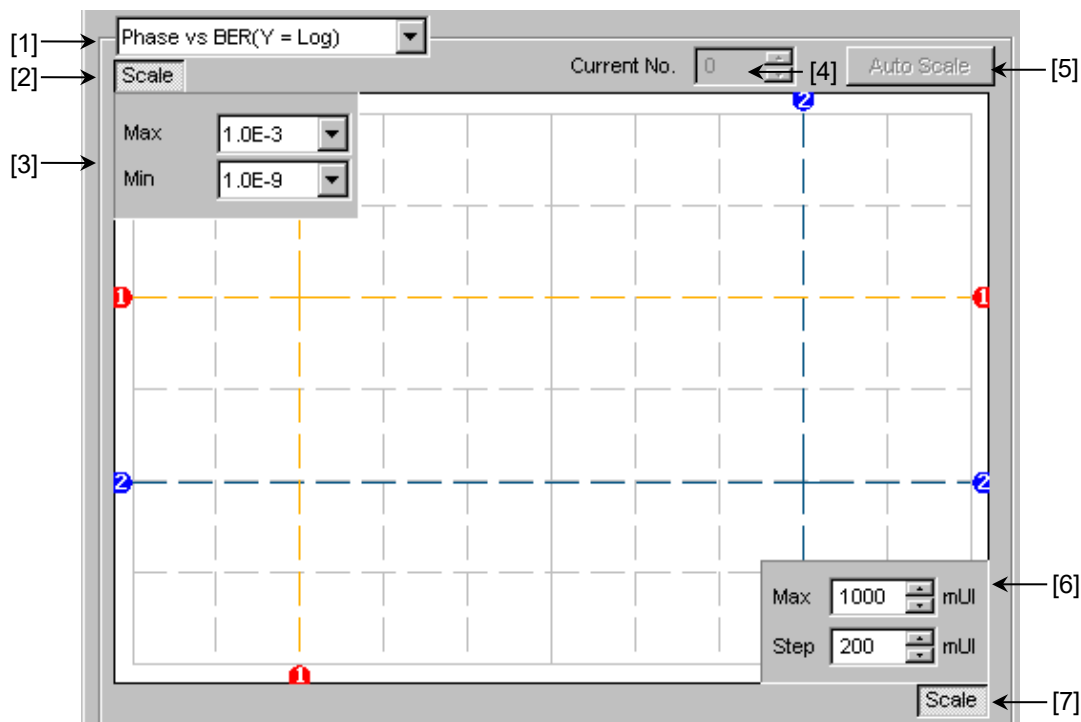 [1] Phase vs BER(Y = Log)
[2] Scale Current No. 0 [4] Auto Scale [5]
2
[3] Max 1.0E-3
Min 1.0E-9
1 1
2 2
Max 1000 mUI [6]
Step 200 mUI
1
Scale [7]